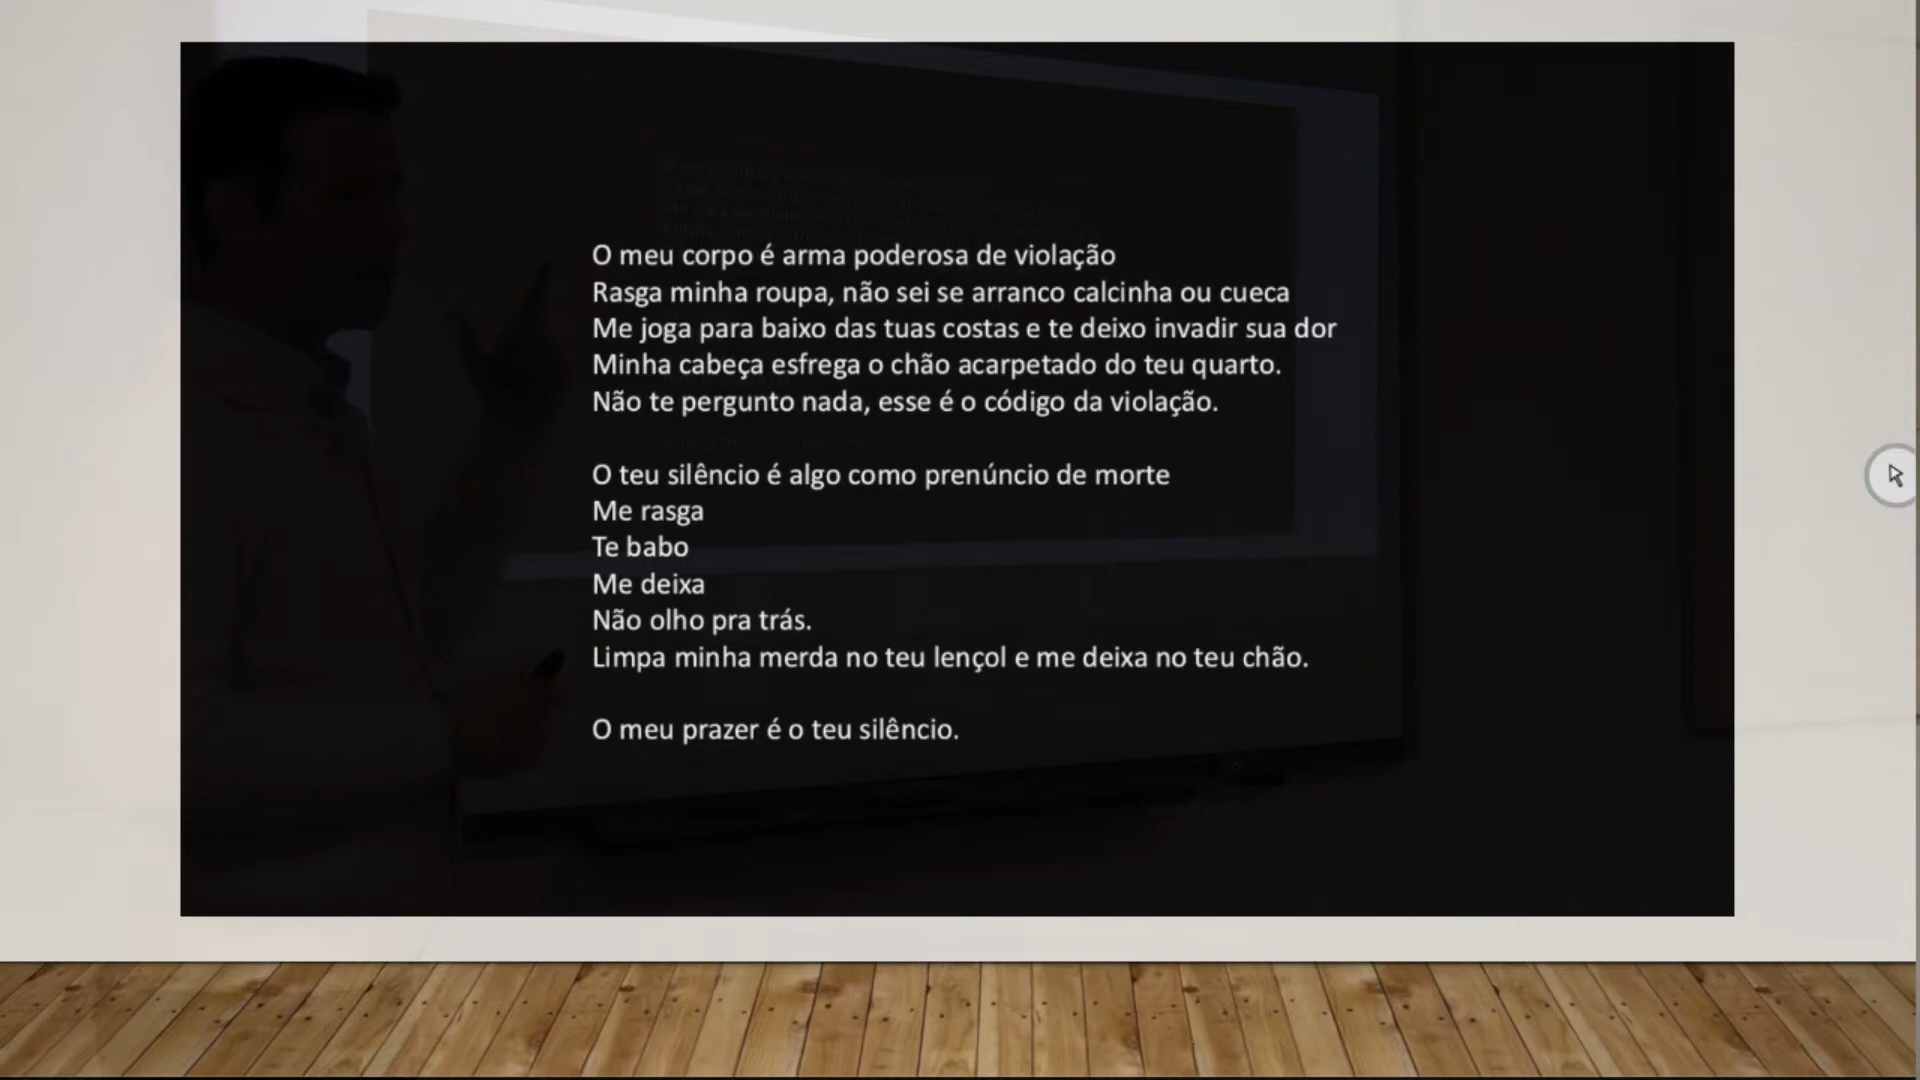 O meu corpo é arma poderosa de violação
Rasga minha roupa, não sei se arranco calcinha ou cueca
Me joga para baixo das tuas costas e te deixo invadir sua dor
Minha cabeça esfrega o chão acarpetado do teu quarto.
Não te pergunto nada, esse é o código da violação.

O teu silêncio é algo como prenúncio de morte
Me rasga
Te babo
Me deixa
Não olho pra trás.
Limpa minha merda no teu lençol e me deixa no teu chão.

O meu prazer é o teu silêncio.